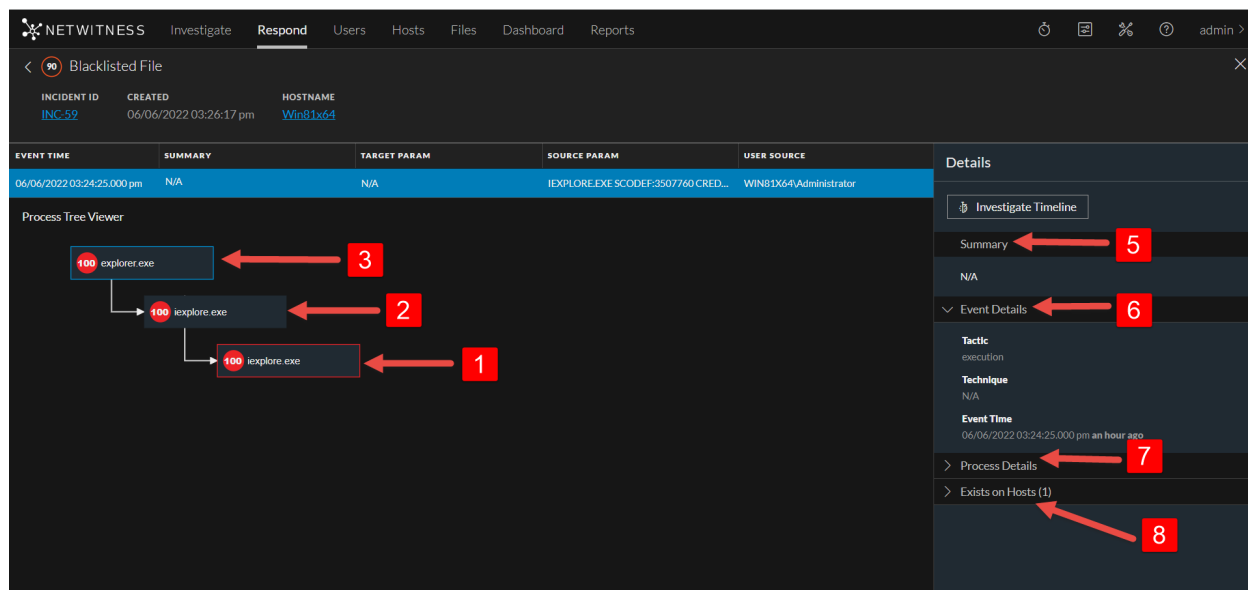 NETWITNESS Investigate Respond Users Hosts Files Dashboard Reports admin >
90 Blacklisted File
INCIDENT ID CREATED HOSTNAME
INC-59 06/06/2022 03:26:17 pm Win81x64
EVENT TIME SUMMARY TARGET PARAM SOURCE PARAM USER SOURCE
06/06/2022 03:24:25.000 pm N/A N/A IEXPLORE.EXE SCODEF:3507760 CRED... WIN81X64\Administrator
Process Tree Viewer
100 explorer.exe 3
100 iexplore.exe 2
100 iexplore.exe 1
Details
Investigate Timeline
Summary 5
N/A
Event Details 6
Tactic
execution
Technique
N/A
Event Time
06/06/2022 03:24:25.000 pm an hour ago
Process Details 7
Exists on Hosts (1)
8